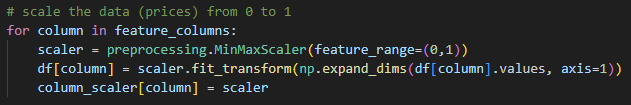 # scale the data (prices) from 0 to 1
for column in feature_columns:
    scaler = preprocessing.MinMaxScaler(feature_range=(0,1))
    df[column] = scaler.fit_transform(np.expand_dims(df[column].values, axis=1))
    column_scaler[column] = scaler